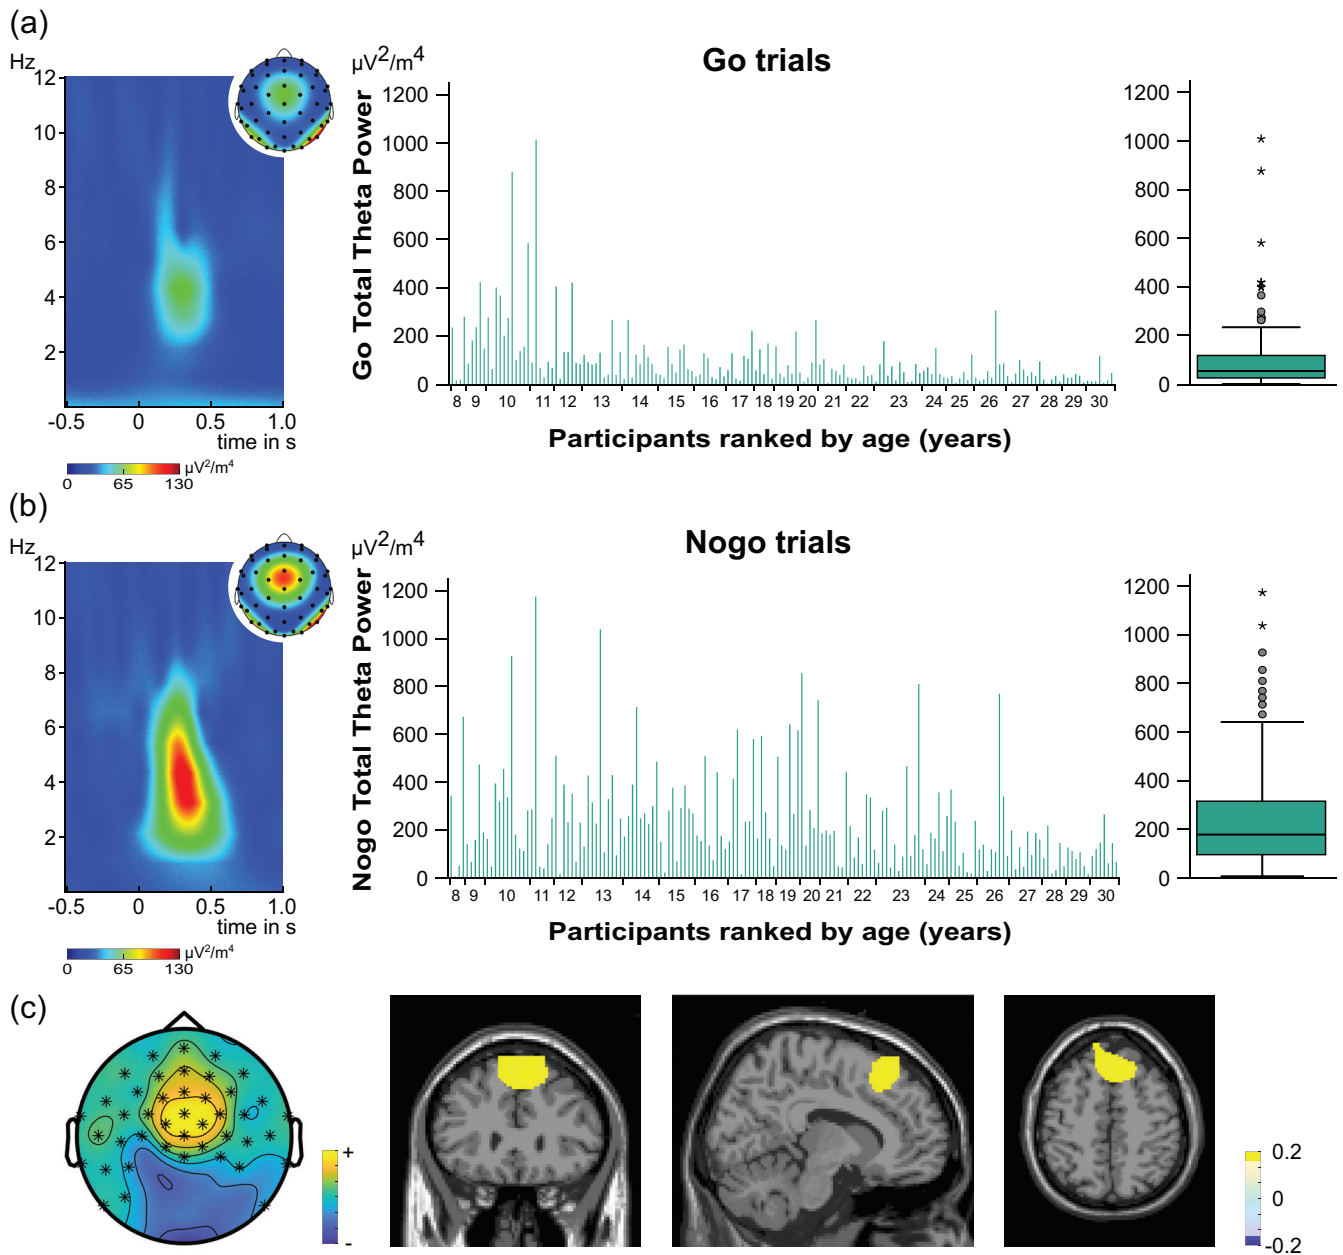 (a)
Hz
12
10
8
6
4
2
-0.5 0 0.5 1.0
time in s
0 65 130 µV²/m⁴
µV²/m⁴
Go trials
Go Total Theta Power
1200
1000
800
600
400
200
0
8 9 10 11 12 13 14 15 16 17 18 19 20 21 22 23 24 25 26 27 28 29 30
Participants ranked by age (years)
1200
1000
800
600
400
200
0
(b)
Hz
12
10
8
6
4
2
-0.5 0 0.5 1.0
time in s
0 65 130 µV²/m⁴
µV²/m⁴
Nogo trials
Nogo Total Theta Power
1200
1000
800
600
400
200
0
8 9 10 11 12 13 14 15 16 17 18 19 20 21 22 23 24 25 26 27 28 29 30
Participants ranked by age (years)
1200
1000
800
600
400
200
0
(c)
+
-
0.2
0
-0.2